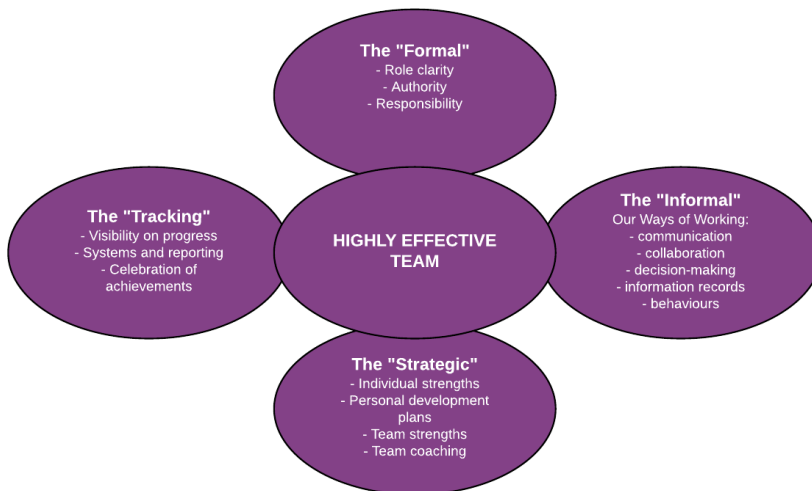 The "Formal"
- Role clarity
- Authority
- Responsibility
The "Tracking"
- Visibility on progress
- Systems and reporting
- Celebration of
achievements
HIGHLY EFFECTIVE
TEAM
The "Informal"
Our Ways of Working:
- communication
- collaboration
- decision-making
- information records
- behaviours
The "Strategic"
- Individual strengths
- Personal development
plans
- Team strengths
- Team coaching